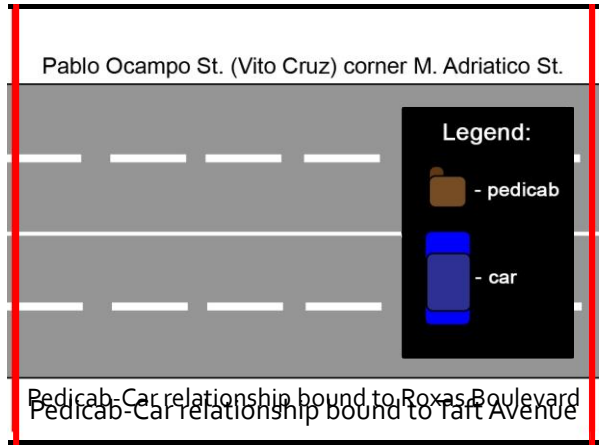 Pablo Ocampo St. (Vito Cruz) corner M. Adriatico St.
Legend:
- pedicab
- car
Pedicab-Car relationship bound to Roxas Boulevard
Pedicab-Car relationship bound to Taft Avenue